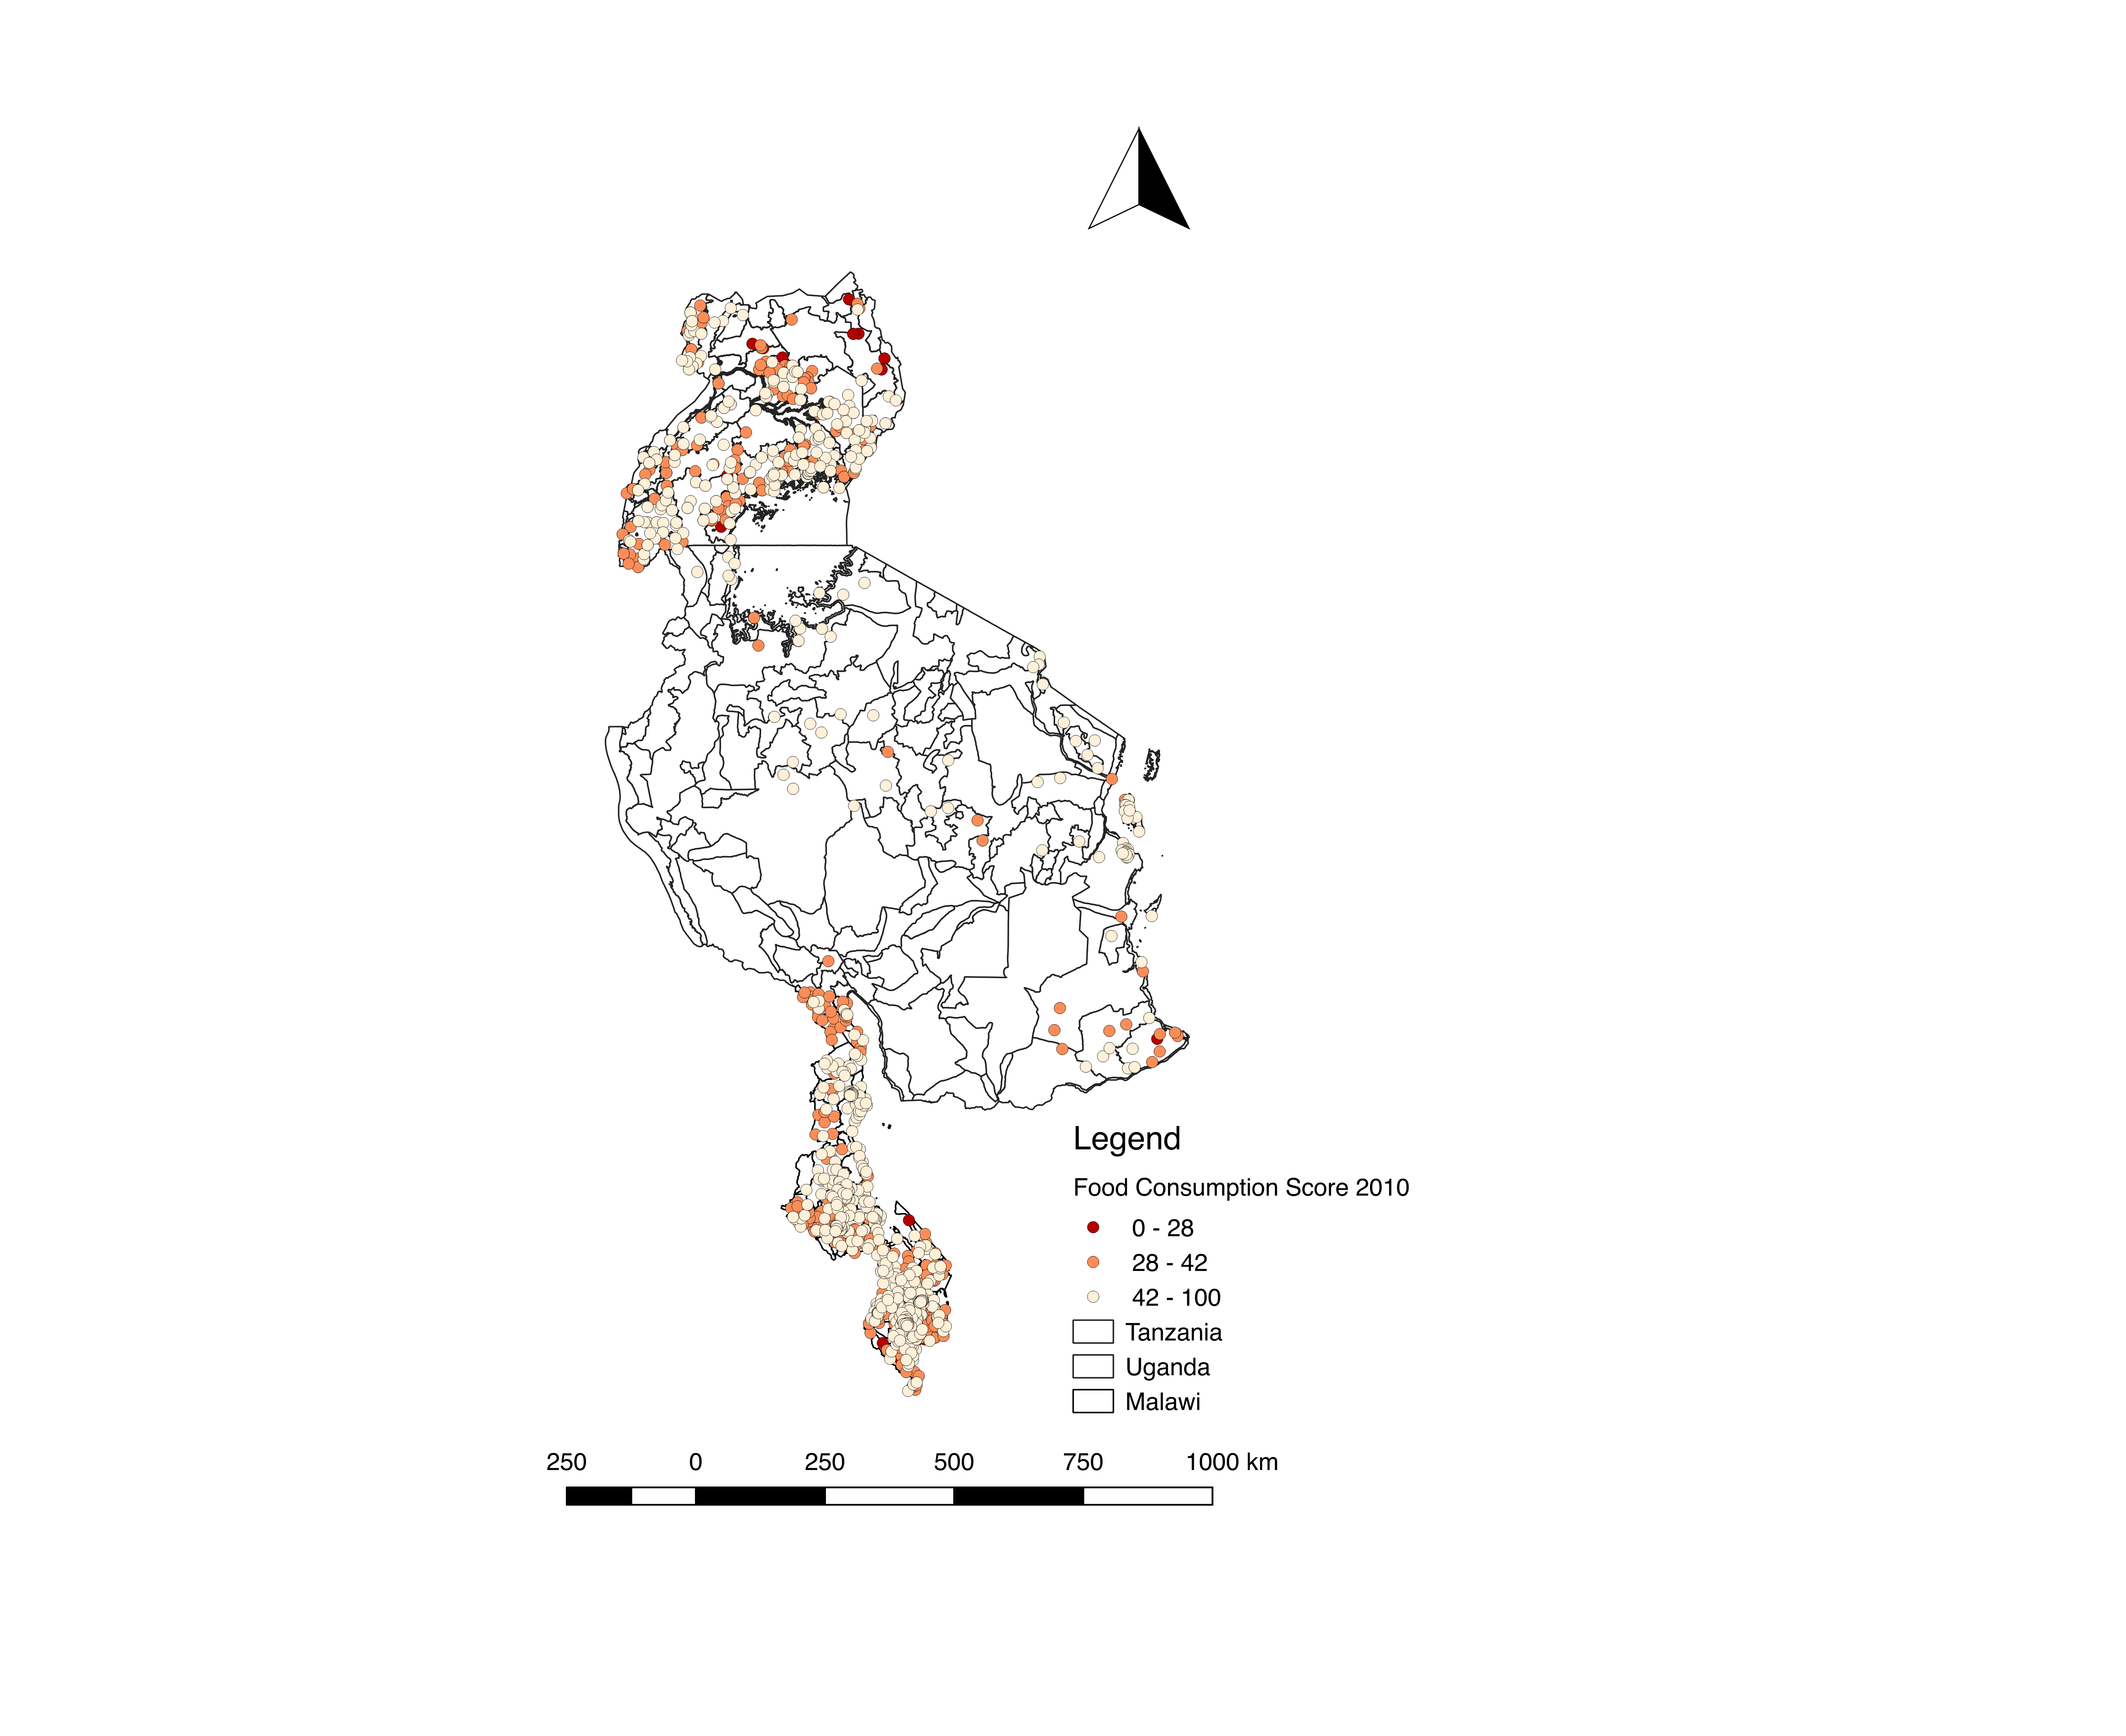 Legend
Food Consumption Score 2010
0 - 28
28 - 42
42 - 100
Tanzania
Uganda
Malawi
250 0 250 500 750 1000 km